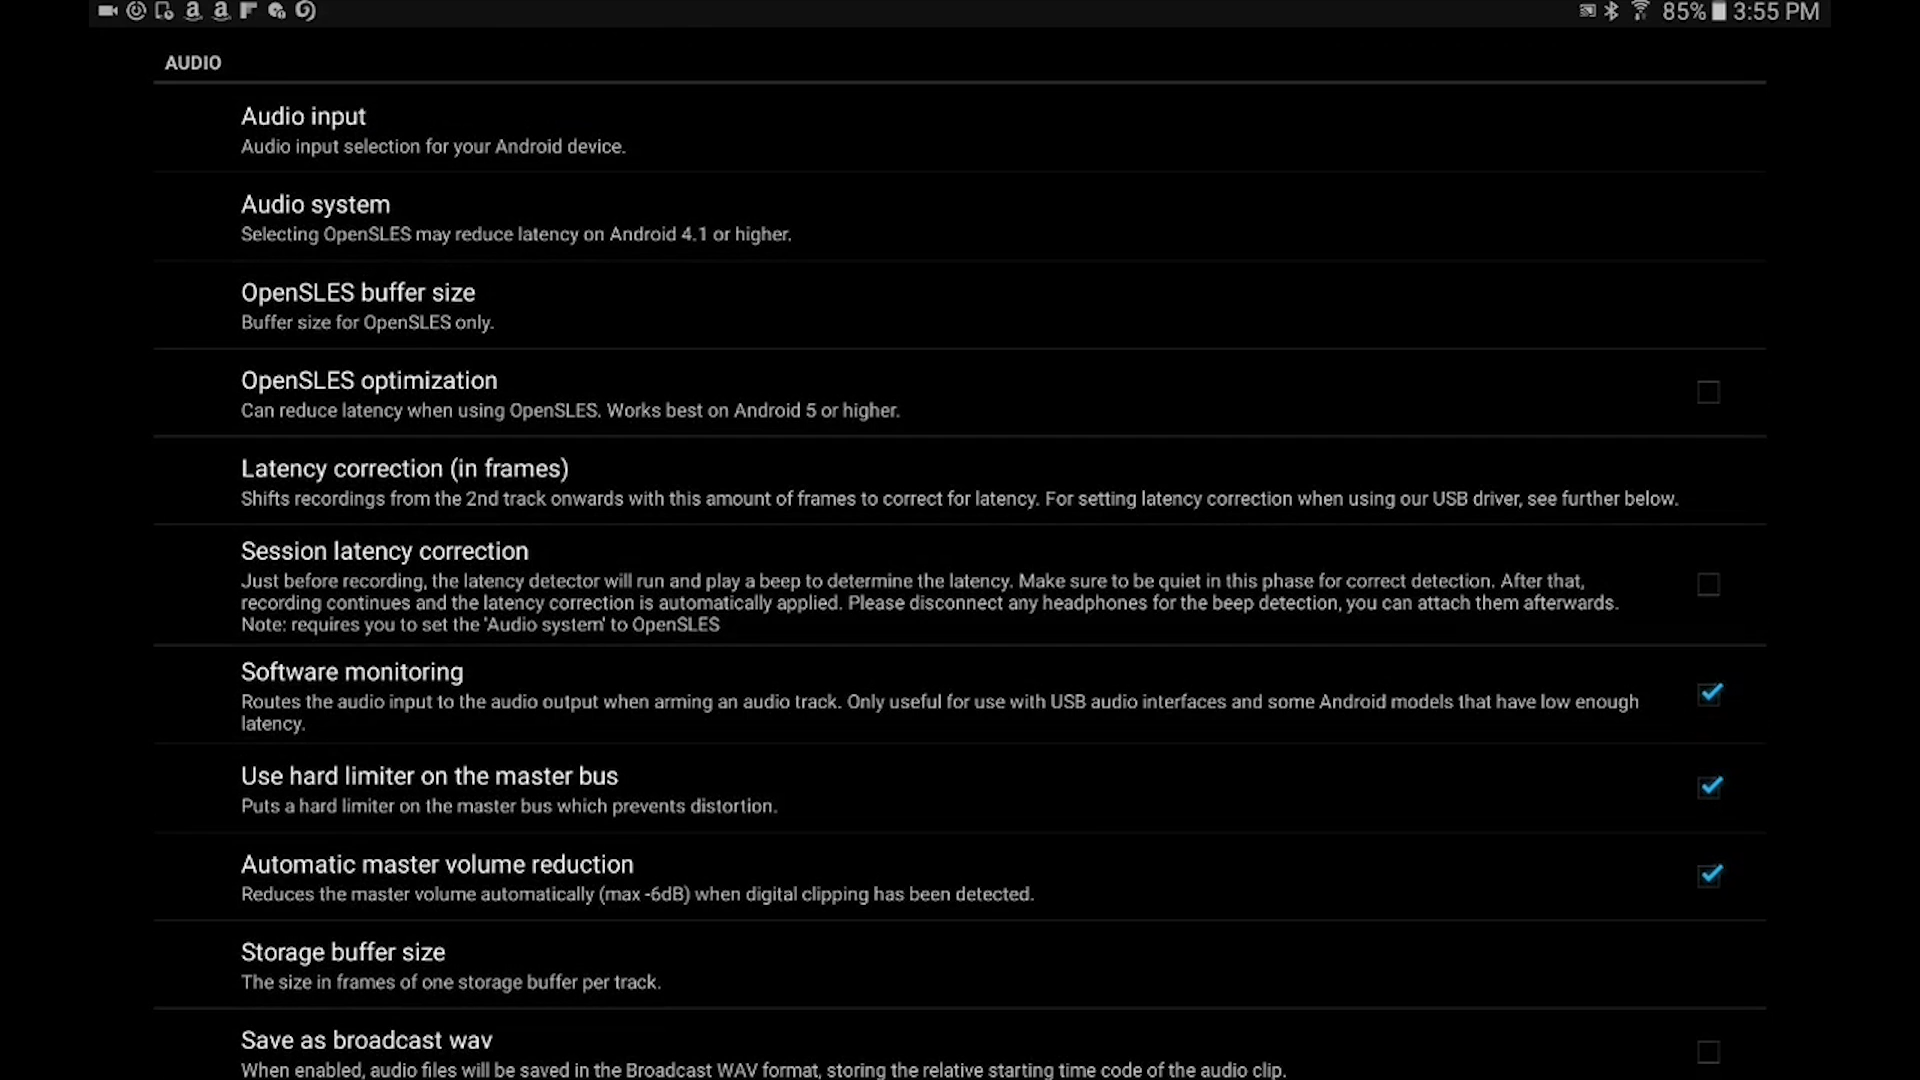 85% 3:55 PM
AUDIO
Audio input
Audio input selection for your Android device.
Audio system
Selecting OpenSLES may reduce latency on Android 4.1 or higher.
OpenSLES buffer size
Buffer size for OpenSLES only.
OpenSLES optimization
Can reduce latency when using OpenSLES. Works best on Android 5 or higher.
Latency correction (in frames)
Shifts recordings from the 2nd track onwards with this amount of frames to correct for latency. For setting latency correction when using our USB driver, see further below.
Session latency correction
Just before recording, the latency detector will run and play a beep to determine the latency. Make sure to be quiet in this phase for correct detection. After that,
recording continues and the latency correction is automatically applied. Please disconnect any headphones for the beep detection, you can attach them afterwards.
Note: requires you to set the 'Audio system' to OpenSLES
Software monitoring
Routes the audio input to the audio output when arming an audio track. Only useful for use with USB audio interfaces and some Android models that have low enough
latency.
Use hard limiter on the master bus
Puts a hard limiter on the master bus which prevents distortion.
Automatic master volume reduction
Reduces the master volume automatically (max -6dB) when digital clipping has been detected.
Storage buffer size
The size in frames of one storage buffer per track.
Save as broadcast wav
When enabled, audio files will be saved in the Broadcast WAV format, storing the relative starting time code of the audio clip.